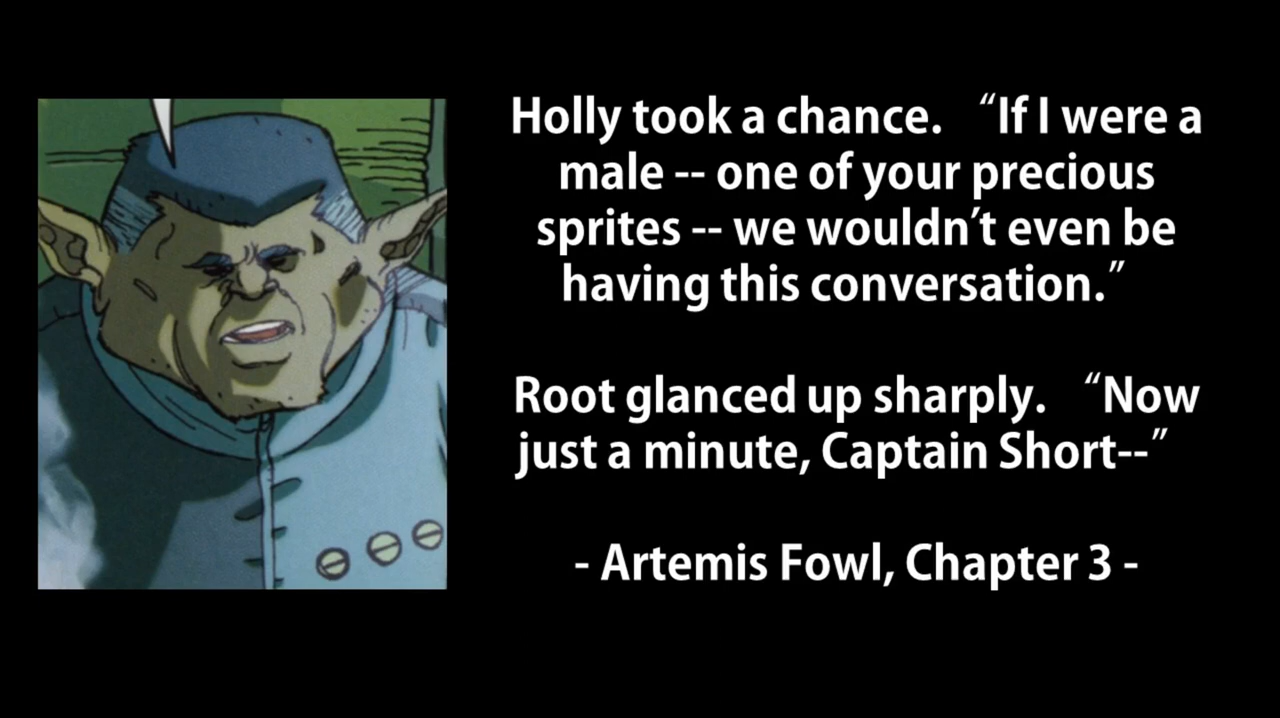 Holly took a chance. “If I were a
male -- one of your precious
sprites -- we wouldn’t even be
having this conversation.”
Root glanced up sharply. “Now
just a minute, Captain Short--”
- Artemis Fowl, Chapter 3 -